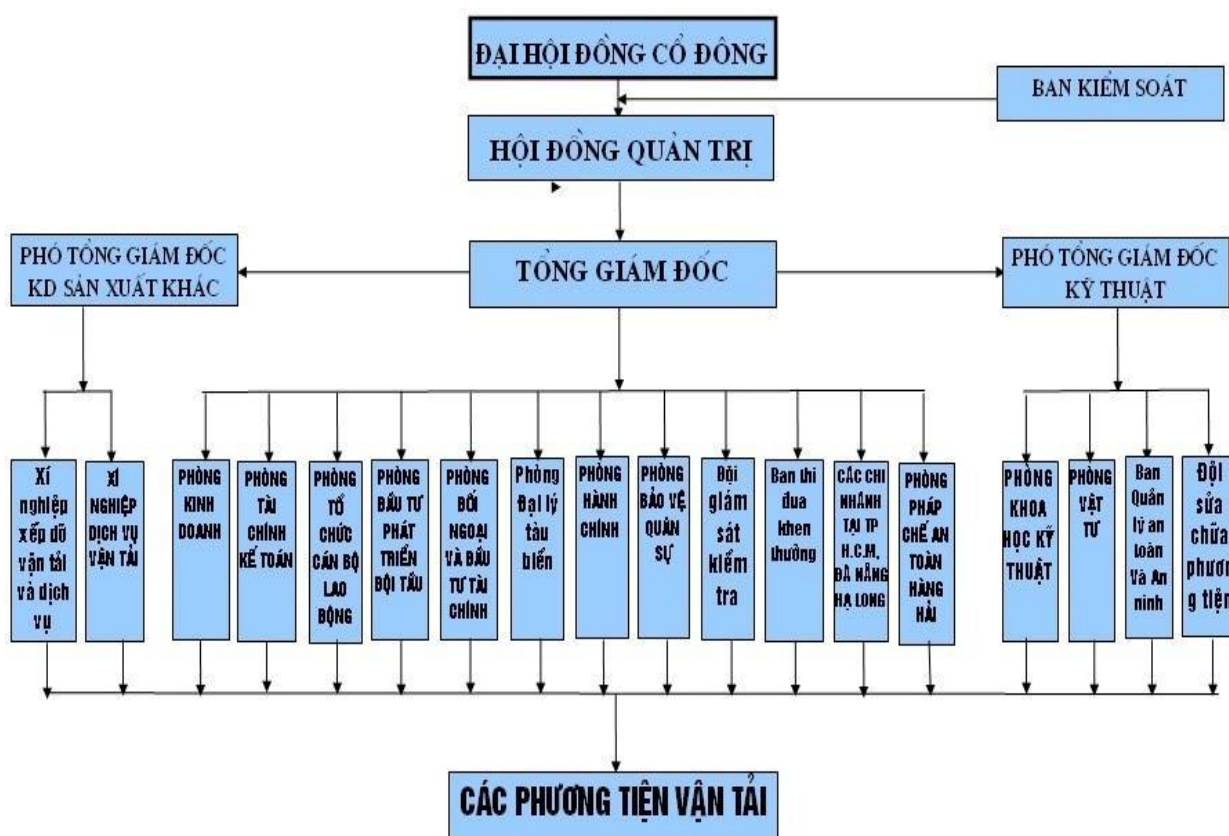 ĐẠI HỘI ĐỒNG CỔ ĐÔNG
BAN KIỂM SOÁT
HỘI ĐỒNG QUẢN TRỊ
PHÓ TỔNG GIÁM ĐỐC
KD SẢN XUẤT KHÁC
TỔNG GIÁM ĐỐC
PHÓ TỔNG GIÁM ĐỐC
KỸ THUẬT
Xí
nghiệp
xếp dỡ
vận tải
và dịch
vụ
XÍ
NGHIỆP
DỊCH VỤ
VẬN TẢI
PHÒNG
KINH
DOANH
PHÒNG
TÀI
CHÍNH
KẾ TOÁN
PHÒNG
TỔ
CHỨC
CÁN BỘ
LAO
ĐỘNG
PHÒNG
ĐẦU TƯ
PHÁT
TRIỂN
ĐỘI TẦU
PHÒNG
ĐỐI
NGOẠI
VÀ ĐẦU
TƯ TÀI
CHÍNH
Phòng
Đại lý
tàu
biển
PHÒNG
HÀNH
CHÍNH
PHÒNG
BẢO VỆ
QUÂN
SỰ
Đội
giám
sát
kiểm
tra
Ban thi
đua
khen
thưởng
CÁC CHI
NHÁNH
TẠI TP
H.C.M,
ĐÀ NẴNG
HẠ LONG
PHÒNG
PHÁP
CHẾ AN
TOÀN
HÀNG
HẢI
PHÒNG
KHOA
HỌC KỸ
THUẬT
PHÒNG
VẬT
TƯ
Ban
Quản
lý an
toàn
Và An
ninh
Đội
sửa
chữa
phươn
g tiện
CÁC PHƯƠNG TIỆN VẬN TẢI